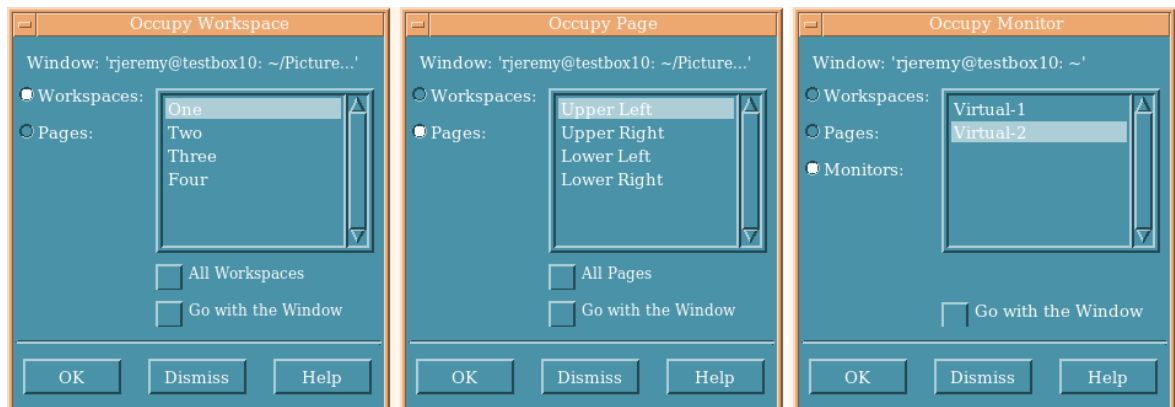 Occupy Workspace
Window: 'rjeremy@testbox10: ~/Picture...'
Workspaces:
Pages:
One
Two
Three
Four
All Workspaces
Go with the Window
OK Dismiss Help
Occupy Page
Window: 'rjeremy@testbox10: ~/Picture...'
Workspaces:
Pages:
Upper Left
Upper Right
Lower Left
Lower Right
All Pages
Go with the Window
OK Dismiss Help
Occupy Monitor
Window: 'rjeremy@testbox10: ~'
Workspaces:
Pages:
Monitors:
Virtual-1
Virtual-2
Go with the Window
OK Dismiss Help